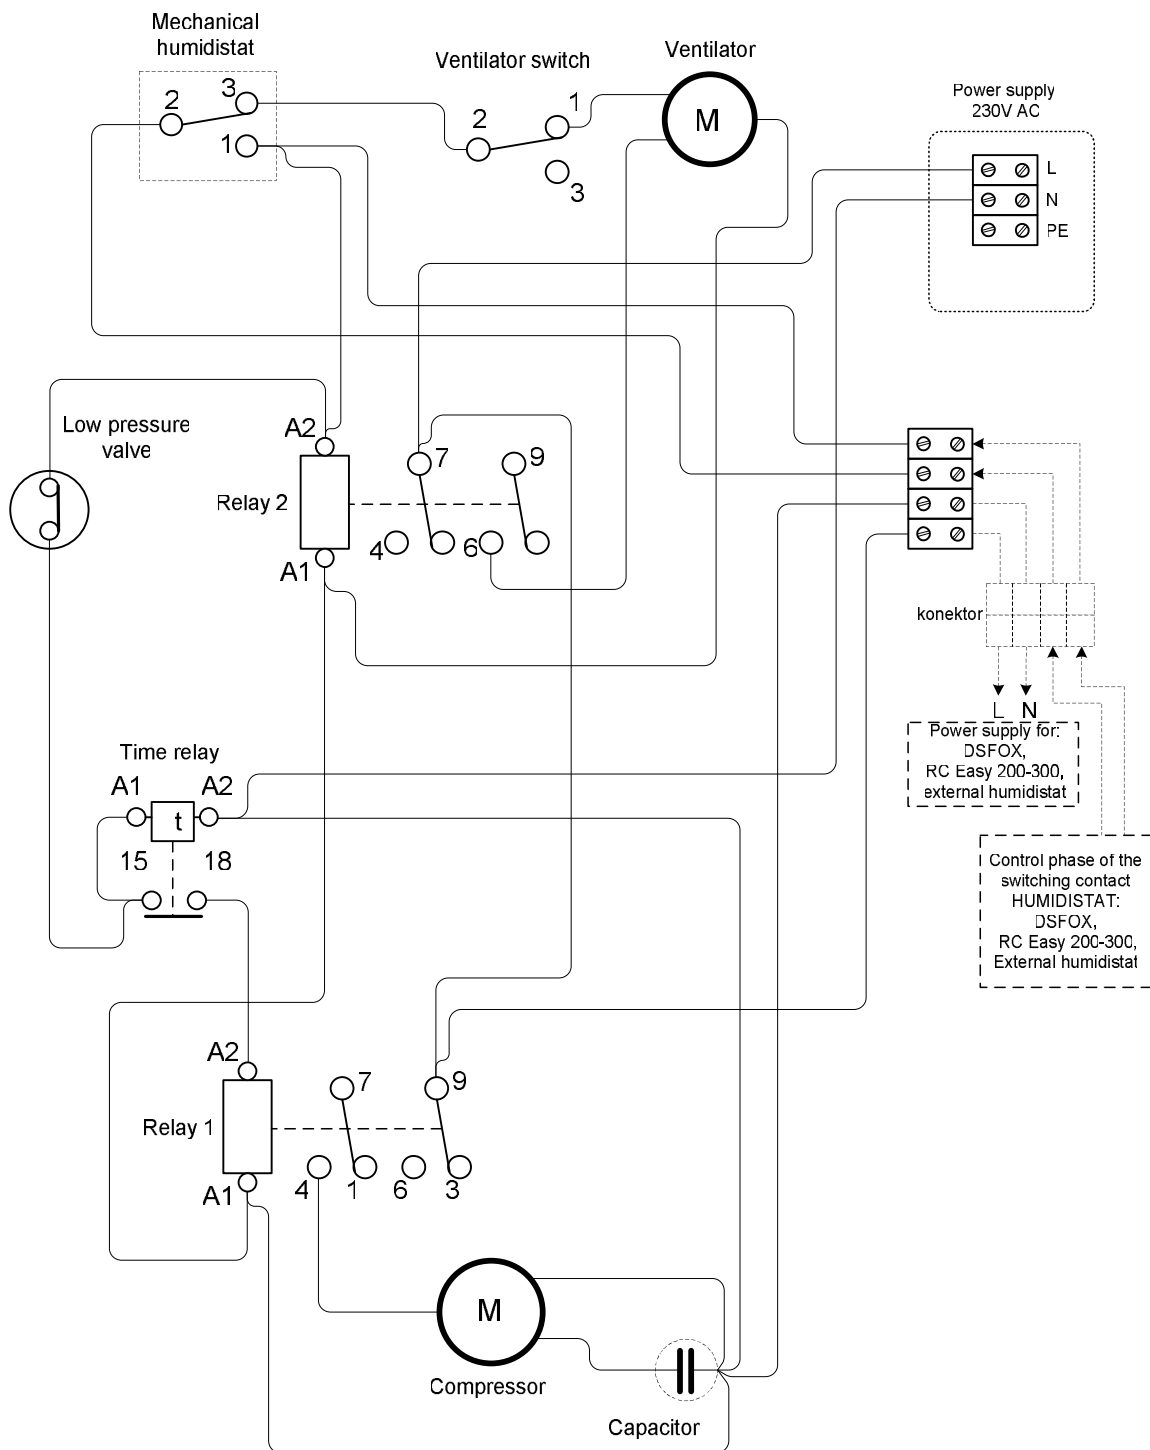 Mechanical
humidistat
Ventilator switch
Ventilator
Power supply
230V AC
3
2
1
2
1
3
M
L
N
PE
Low pressure
valve
A2
7
9
Relay 2
4
6
A1
konektor
L N
Power supply for:
DSFOX,
RC Easy 200-300,
external humidistat
Time relay
A1
A2
t
15
18
Control phase of the
switching contact
HUMIDISTAT:
DSFOX,
RC Easy 200-300,
External humidistat
A2
7
9
Relay 1
A1
4
1
6
3
M
Compressor
Capacitor